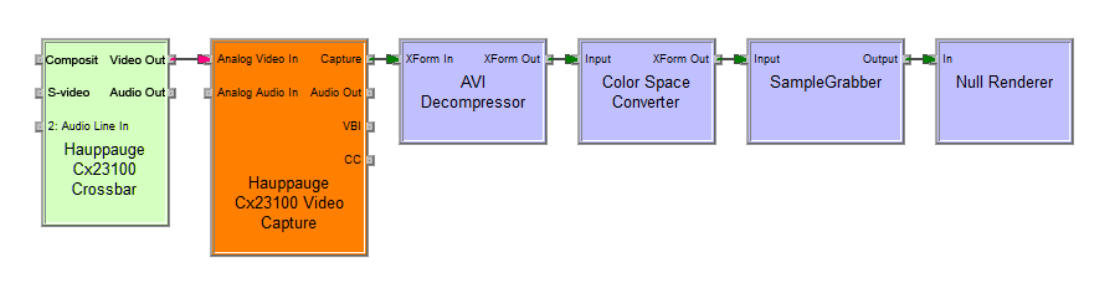 Composit Video Out
S-video Audio Out
2: Audio Line In
Hauppauge
Cx23100
Crossbar
Analog Video In Capture
Analog Audio In Audio Out
VBI
CC
Hauppauge
Cx23100 Video
Capture
XForm In XForm Out
AVI
Decompressor
Input XForm Out
Color Space
Converter
Input Output
SampleGrabber
In
Null Renderer